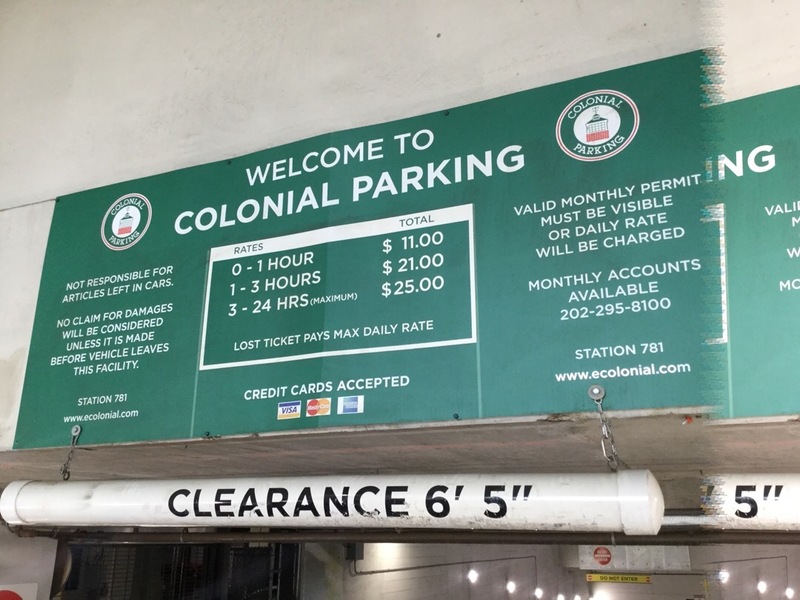 WELCOME TO
COLONIAL PARKING
COLONIAL
PARKING
NOT RESPONSIBLE FOR
ARTICLES LEFT IN CARS.
NO CLAIM FOR DAMAGES
WILL BE CONSIDERED
UNLESS IT IS MADE
BEFORE VEHICLE LEAVES
THIS FACILITY.
STATION 781
www.ecolonial.com
RATES TOTAL
0 - 1 HOUR $ 11.00
1 - 3 HOURS $ 21.00
3 - 24 HRS (MAXIMUM) $ 25.00
LOST TICKET PAYS MAX DAILY RATE
CREDIT CARDS ACCEPTED
VISA MasterCard
COLONIAL
PARKING
VALID MONTHLY PERMIT
MUST BE VISIBLE
OR DAILY RATE
WILL BE CHARGED
MONTHLY ACCOUNTS
AVAILABLE
202-295-8100
STATION 781
www.ecolonial.com
NG
CLEARANCE 6' 5"
5"
DO NOT ENTER